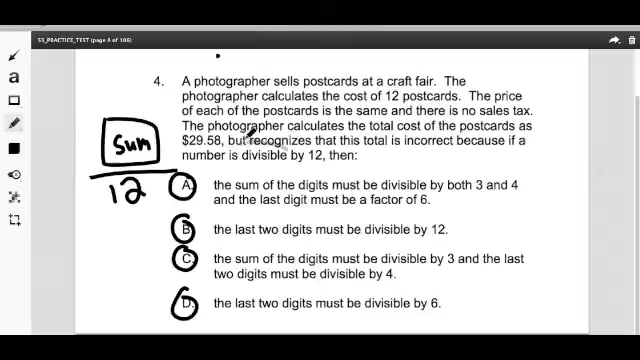 53_PRACTICE_TEST (page 8 of 106)
a
4. A photographer sells postcards at a craft fair. The
photographer calculates the cost of 12 postcards. The price
of each of the postcards is the same and there is no sales tax.
The photographer calculates the total cost of the postcards as
$29.58, but recognizes that this total is incorrect because if a
number is divisible by 12, then:
Sum
12
A. the sum of the digits must be divisible by both 3 and 4
and the last digit must be a factor of 6.
B. the last two digits must be divisible by 12.
C. the sum of the digits must be divisible by 3 and the last
two digits must be divisible by 4.
D. the last two digits must be divisible by 6.